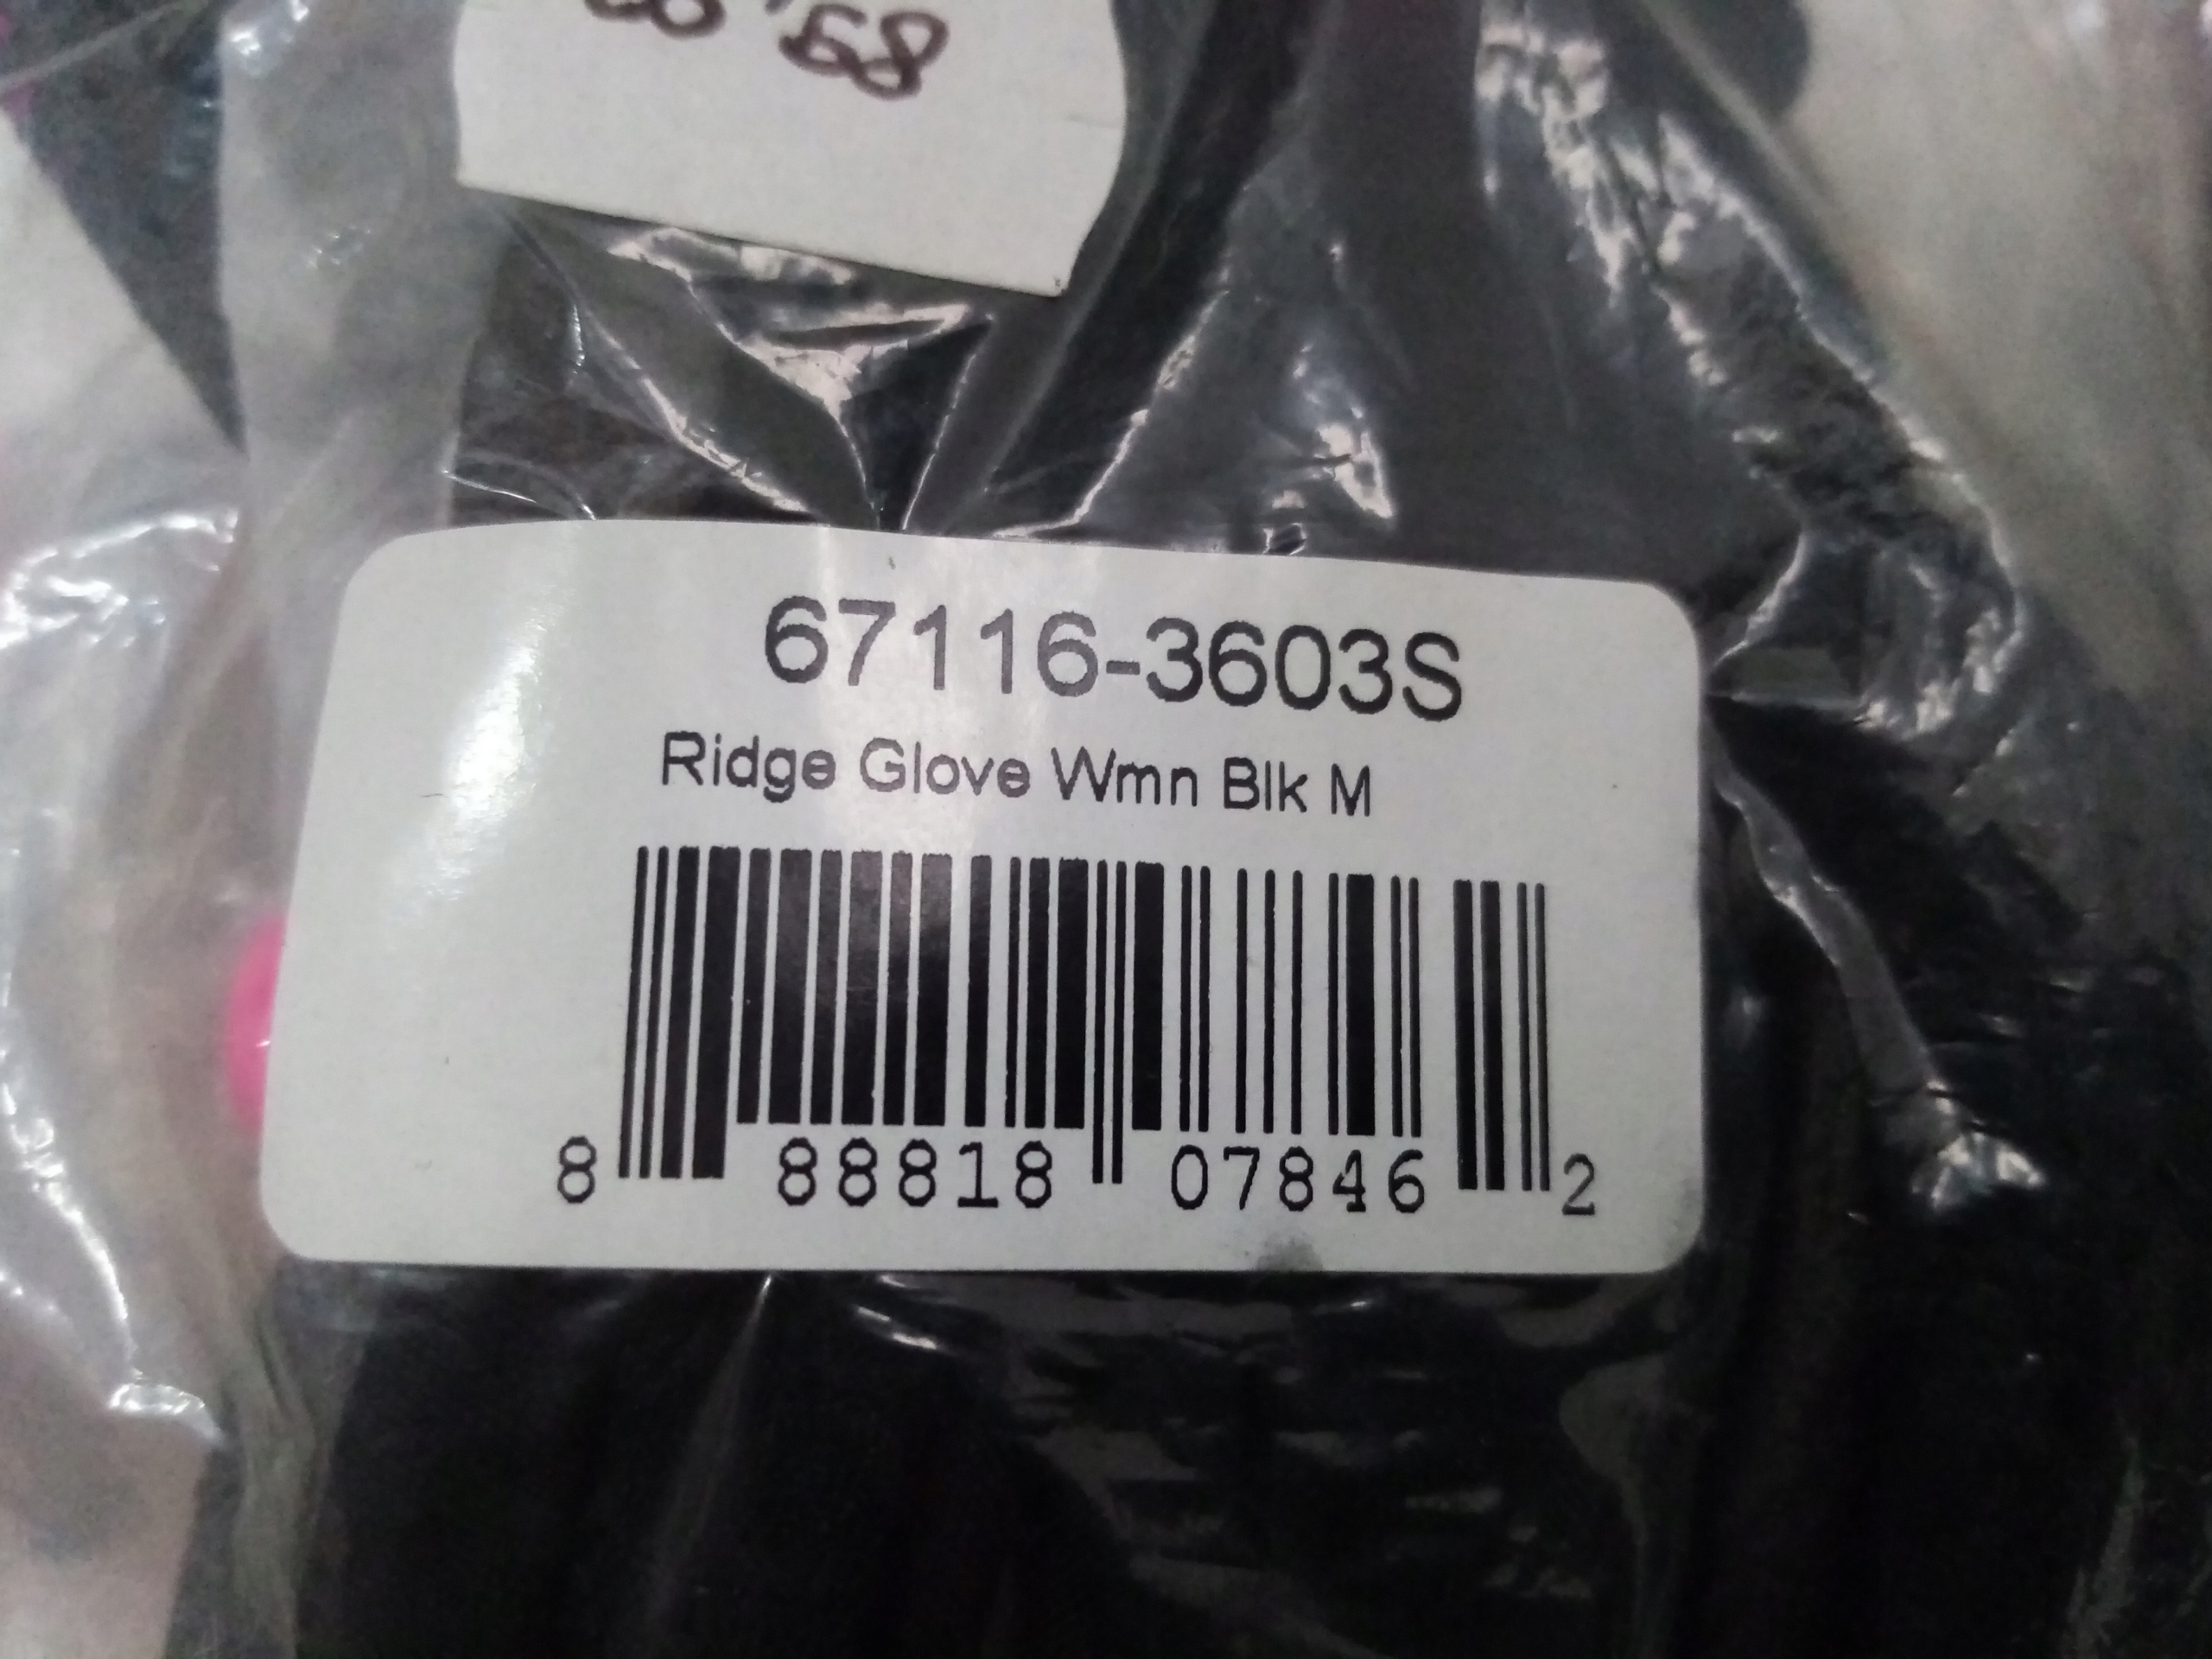 67116-3603S
Ridge Glove Wmn Blk M
8 88818 07846 2